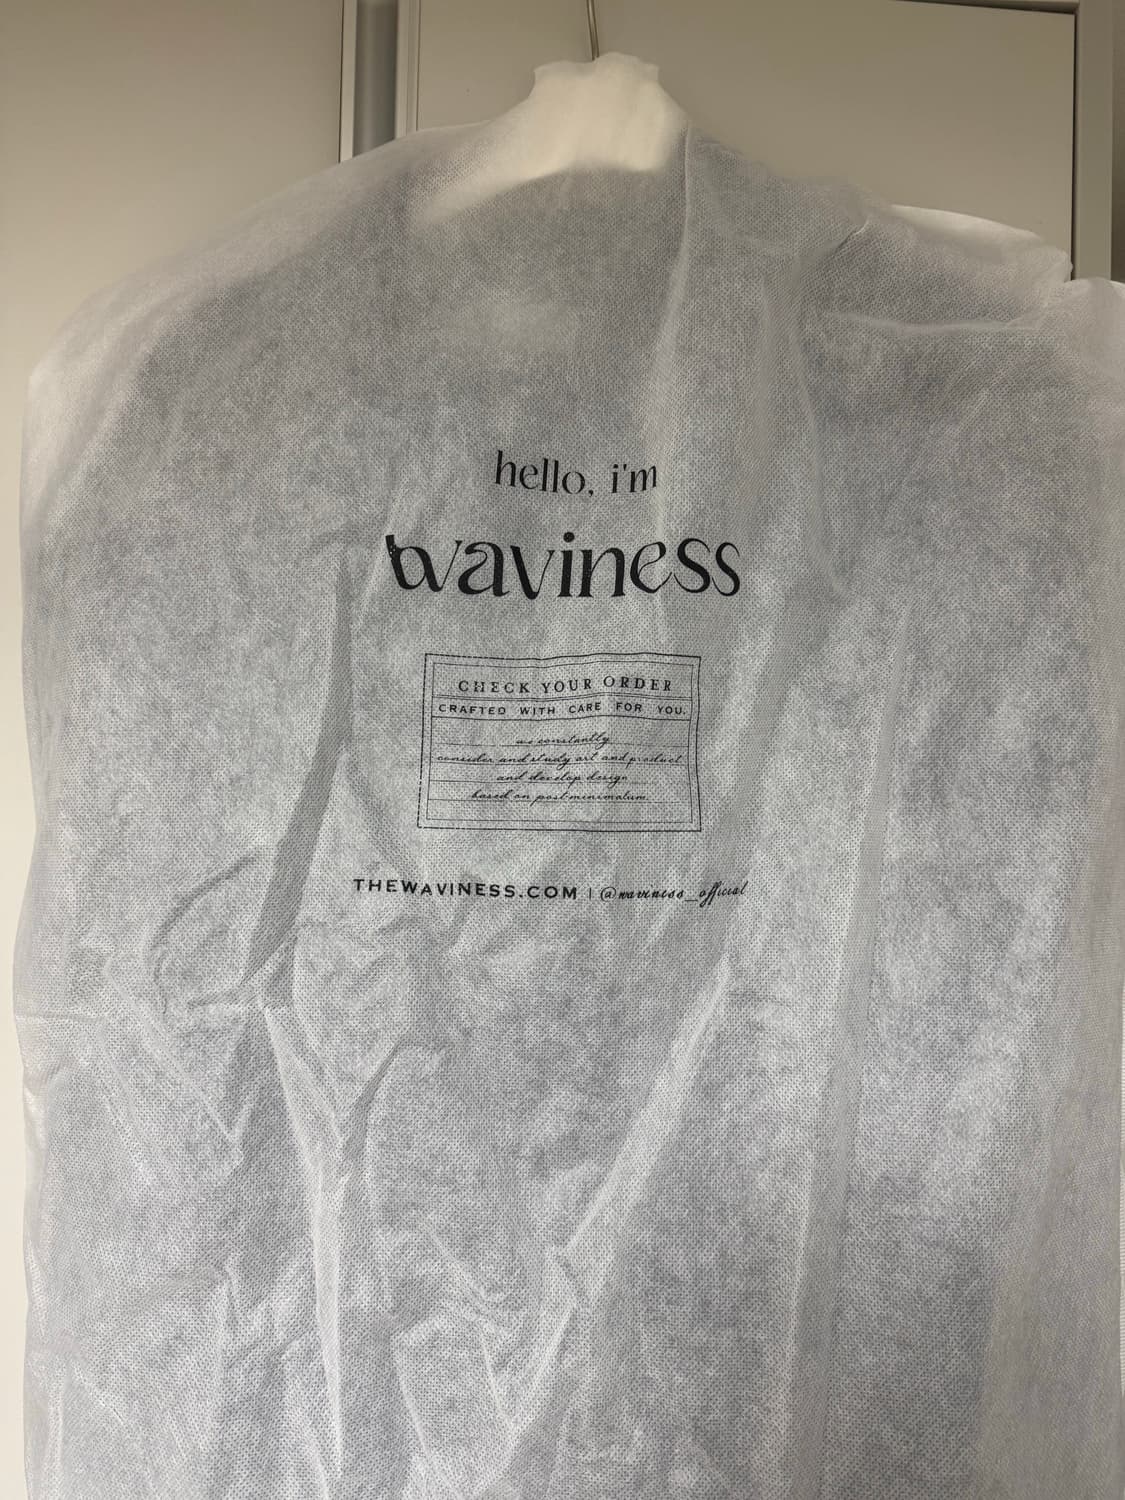 hello, i'm
waviness
CHECK YOUR ORDER
CRAFTED WITH CARE FOR YOU.
we constantly
consider and study art and product
and develop design
based on post-minimalism.
THEWAVINESS.COM | @waviness_official